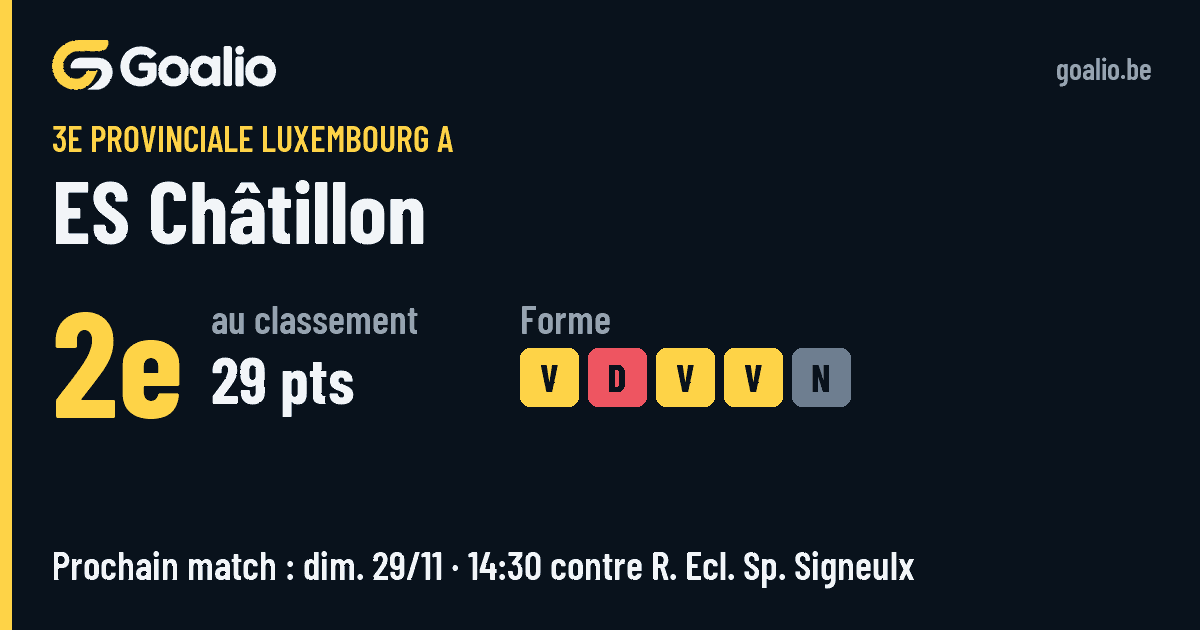 Goalio
goalio.be
3E PROVINCIALE LUXEMBOURG A
ES Châtillon
2e
au classement
29 pts
Forme
V D V V N
Prochain match : dim. 29/11 · 14:30 contre R. Ecl. Sp. Signeulx